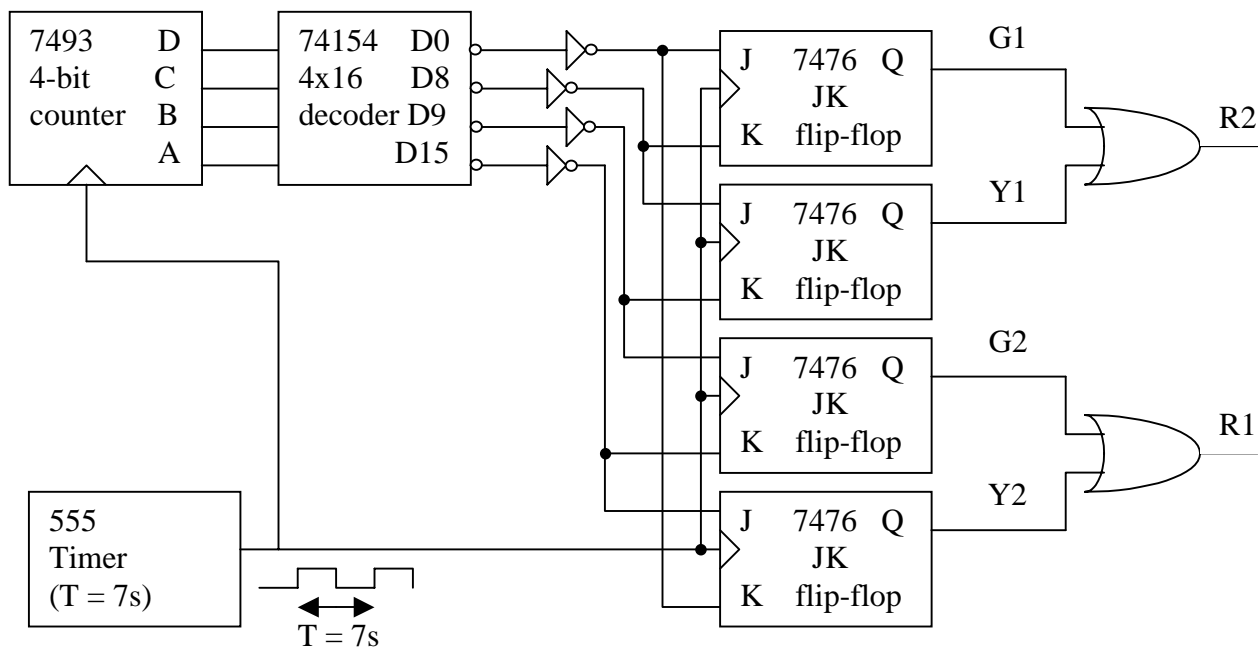 7493 D
4-bit C
counter B
A
74154 D0
4x16 D8
decoder D9
D15
J 7476 Q
JK
K flip-flop
G1
R2
J 7476 Q
JK
K flip-flop
Y1
J 7476 Q
JK
K flip-flop
G2
R1
J 7476 Q
JK
K flip-flop
Y2
555
Timer
(T = 7s)
T = 7s